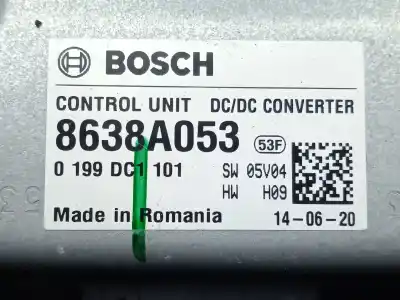 BOSCH
CONTROL UNIT DC/DC CONVERTER
8638A053 53F
0 199 DC1 101 SW 05V04
HW H09
Made in Romania 14-06-20